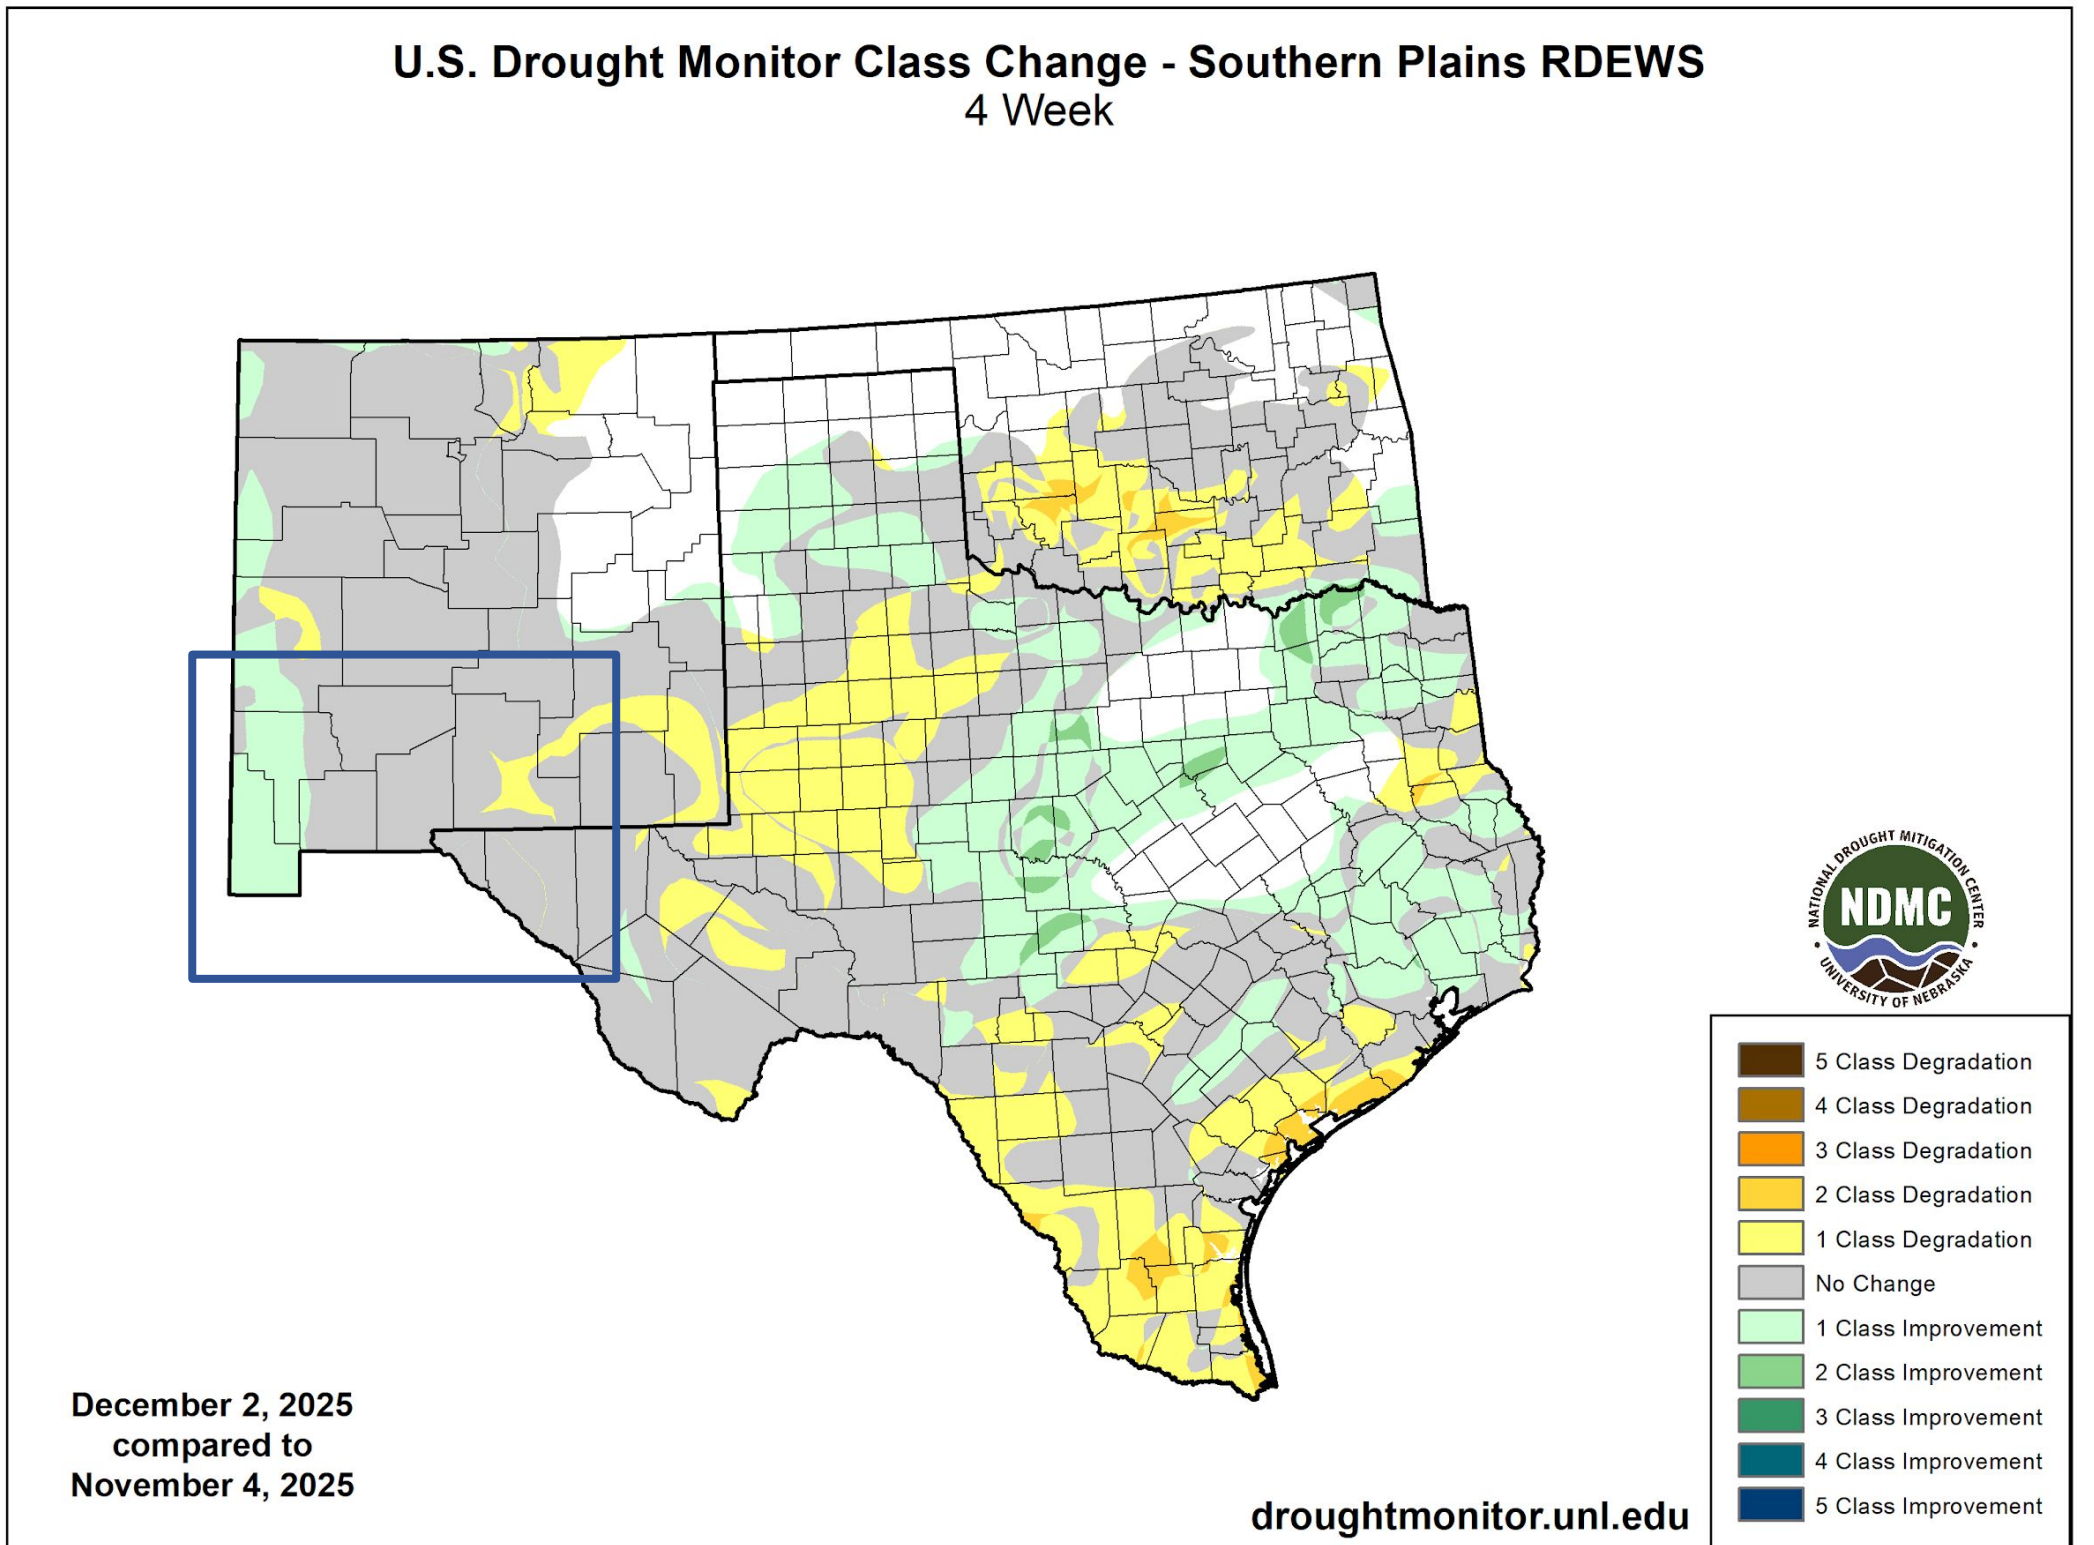 U.S. Drought Monitor Class Change - Southern Plains RDEWS
4 Week
NATIONAL DROUGHT MITIGATION CENTER
NDMC
UNIVERSITY OF NEBRASKA
5 Class Degradation
4 Class Degradation
3 Class Degradation
2 Class Degradation
1 Class Degradation
No Change
1 Class Improvement
2 Class Improvement
3 Class Improvement
4 Class Improvement
5 Class Improvement
December 2, 2025
compared to
November 4, 2025
droughtmonitor.unl.edu